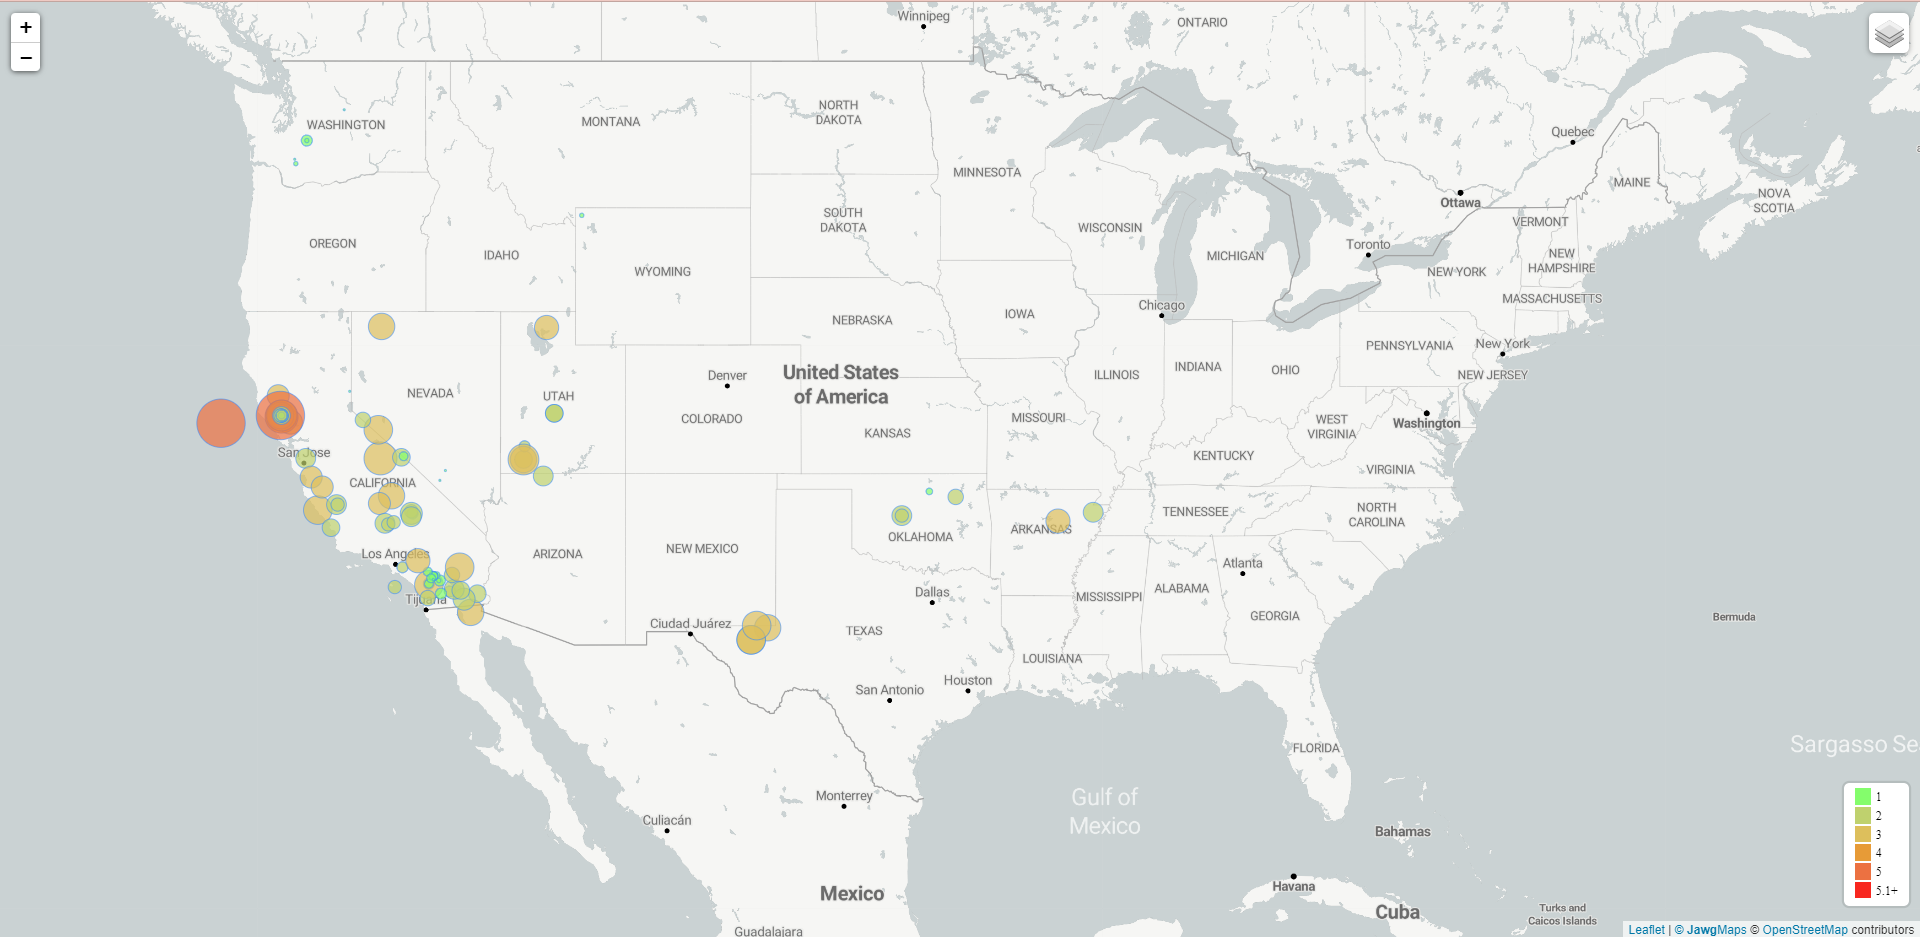 +
−
Winnipeg
ONTARIO
WASHINGTON
MONTANA
NORTH
DAKOTA
Quebec
MINNESOTA
MAINE
Ottawa
NOVA
SCOTIA
SOUTH
DAKOTA
WISCONSIN
VERMONT
OREGON
IDAHO
Toronto
MICHIGAN
NEW
HAMPSHIRE
WYOMING
NEW YORK
MASSACHUSETTS
Chicago
IOWA
NEBRASKA
PENNSYLVANIA
New York
Denver
United States
of America
ILLINOIS
INDIANA
OHIO
NEW JERSEY
NEVADA
UTAH
COLORADO
MISSOURI
WEST
VIRGINIA
Washington
KANSAS
San Jose
KENTUCKY
VIRGINIA
CALIFORNIA
TENNESSEE
NORTH
CAROLINA
OKLAHOMA
ARKANSAS
Los Angeles
ARIZONA
NEW MEXICO
Atlanta
Dallas
ALABAMA
MISSISSIPPI
Tijuana
GEORGIA
Bermuda
Ciudad Juárez
TEXAS
LOUISIANA
San Antonio
Houston
FLORIDA
Sargasso Se
Monterrey
Gulf of
Mexico
Culiacán
Bahamas
Mexico
Havana
Cuba
Turks and
Caicos Islands
Guadalajara
1
2
3
4
5
5.1+
Leaflet | © JawgMaps © OpenStreetMap contributors